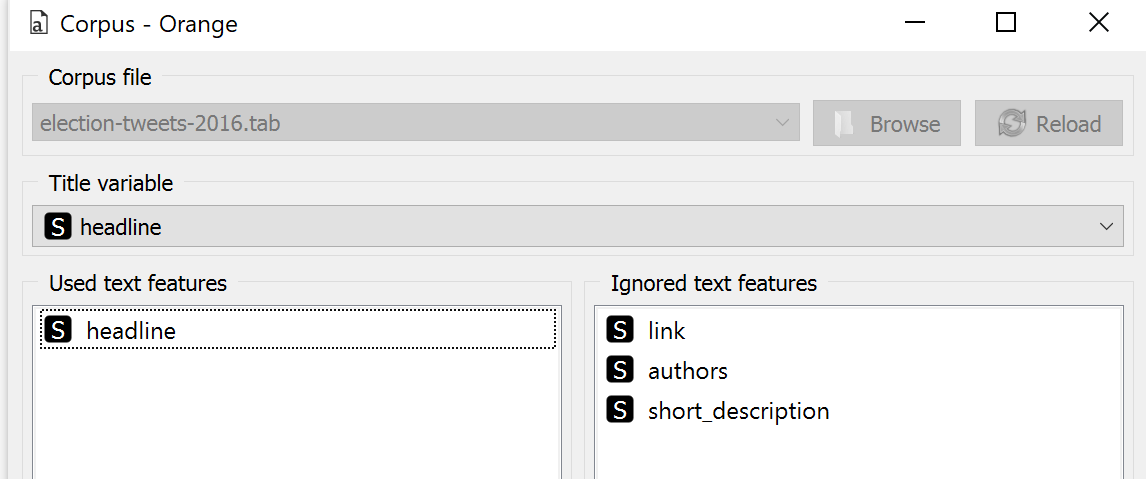 Corpus - Orange
Corpus file
election-tweets-2016.tab
Browse
Reload
Title variable
S headline
Used text features
Ignored text features
S headline
S link
S authors
S short_description